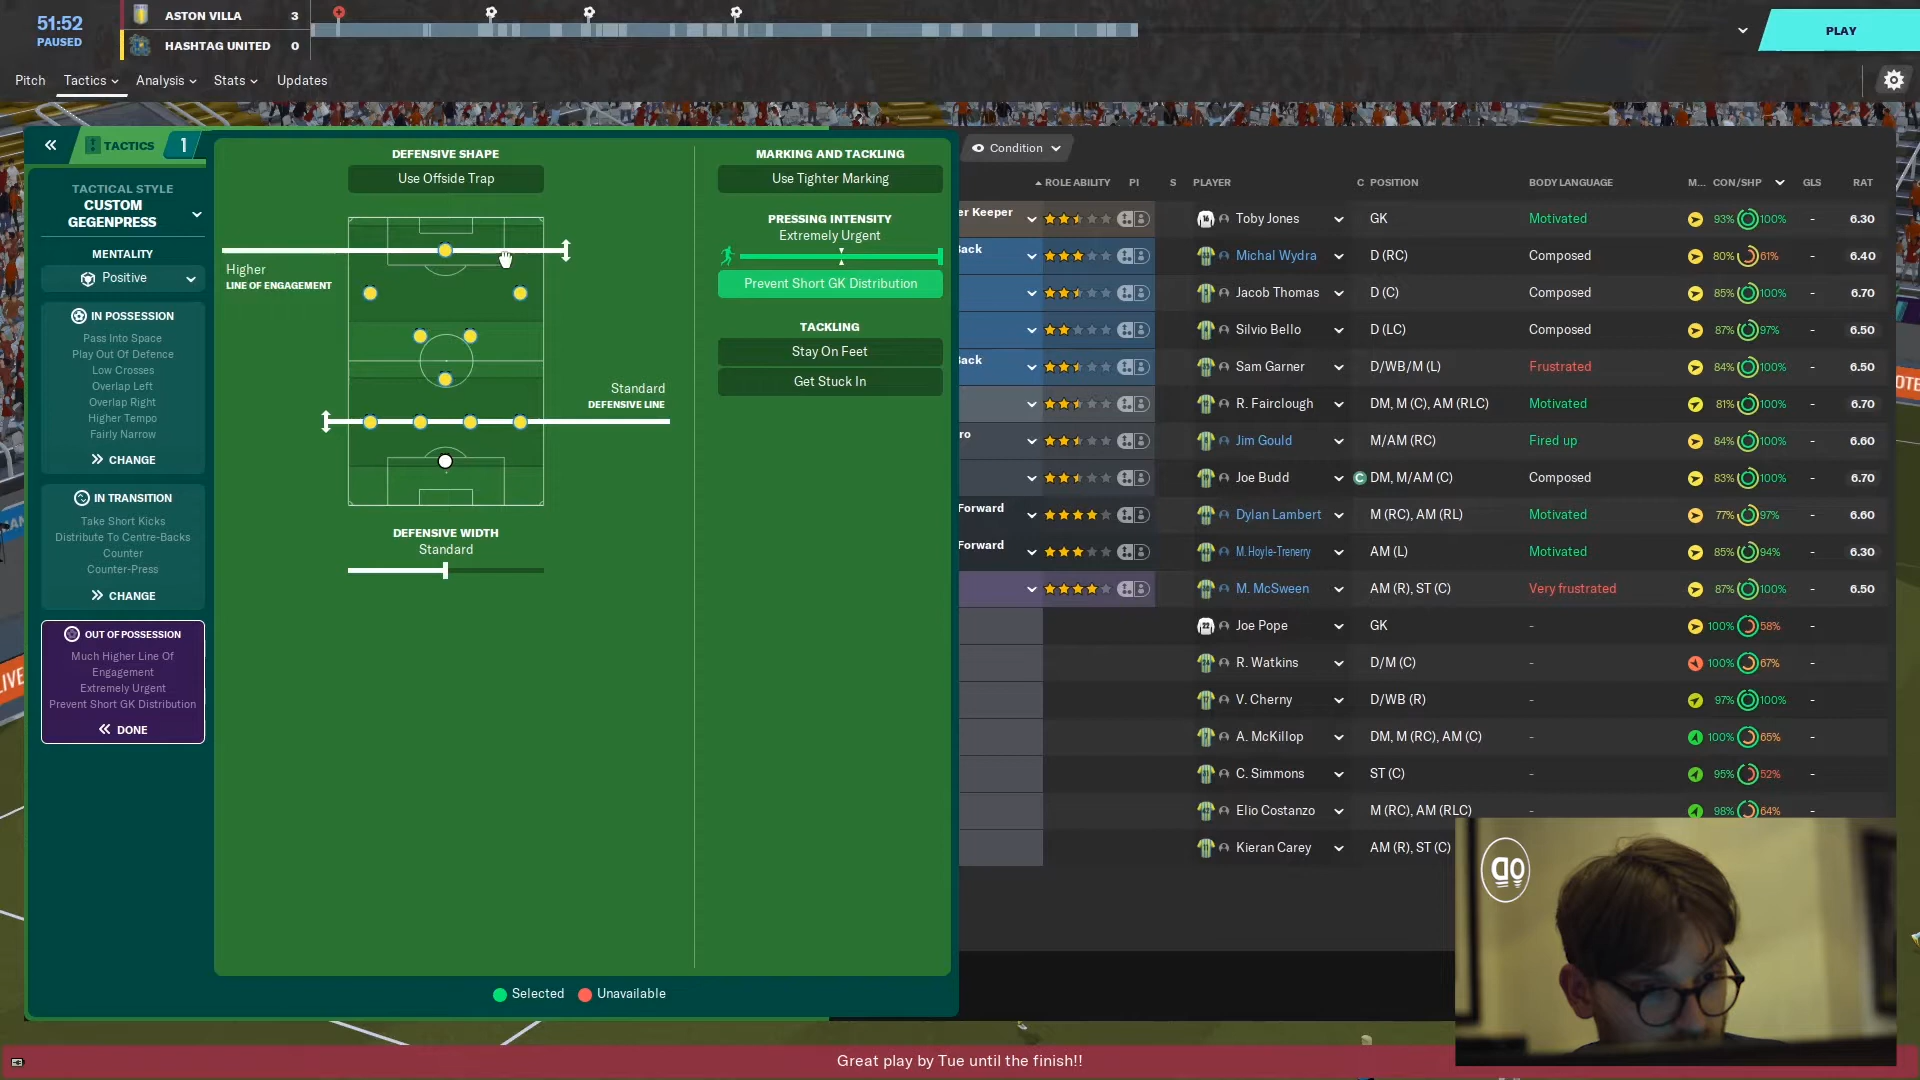 51:52
PAUSED
ASTON VILLA 3
HASHTAG UNITED 0
PLAY
Pitch Tactics Analysis Stats Updates
TACTICS 1
TACTICAL STYLE
CUSTOM
GEGENPRESS
MENTALITY
Positive
IN POSSESSION
Pass Into Space
Play Out Of Defence
Low Crosses
Overlap Left
Overlap Right
Higher Tempo
Fairly Narrow
CHANGE
IN TRANSITION
Take Short Kicks
Distribute To Centre-Backs
Counter
Counter-Press
CHANGE
OUT OF POSSESSION
Much Higher Line Of
Engagement
Extremely Urgent
Prevent Short GK Distribution
DONE
DEFENSIVE SHAPE
Use Offside Trap
Higher
LINE OF ENGAGEMENT
Standard
DEFENSIVE LINE
DEFENSIVE WIDTH
Standard
MARKING AND TACKLING
Use Tighter Marking
PRESSING INTENSITY
Extremely Urgent
Prevent Short GK Distribution
TACKLING
Stay On Feet
Get Stuck In
Selected Unavailable
Condition
ROLE ABILITY PI S PLAYER C POSITION BODY LANGUAGE M... CON/SHP GLS RAT
er Keeper Toby Jones GK Motivated 93% 100% - 6.30
Back Michal Wydra D (RC) Composed 80% 61% - 6.40
Jacob Thomas D (C) Composed 85% 100% - 6.70
Silvio Bello D (LC) Composed 87% 97% - 6.50
Back Sam Garner D/WB/M (L) Frustrated 84% 100% - 6.50
R. Fairclough DM, M (C), AM (RLC) Motivated 81% 100% - 6.70
ro Jim Gould M/AM (RC) Fired up 84% 100% - 6.60
Joe Budd C DM, M/AM (C) Composed 83% 100% - 6.70
Forward Dylan Lambert M (RC), AM (RL) Motivated 77% 97% - 6.60
Forward M. Hoyle-Trenerry AM (L) Motivated 85% 94% - 6.30
M. McSween AM (R), ST (C) Very frustrated 87% 100% - 6.50
Joe Pope GK - 100% 58% -
R. Watkins D/M (C) - 100% 67% -
V. Cherny D/WB (R) - 97% 100% -
A. McKillop DM, M (RC), AM (C) - 100% 65% -
C. Simmons ST (C) - 95% 52% -
Elio Costanzo M (RC), AM (RLC) - 98% 64% -
Kieran Carey AM (R), ST (C)
Great play by Tue until the finish!!